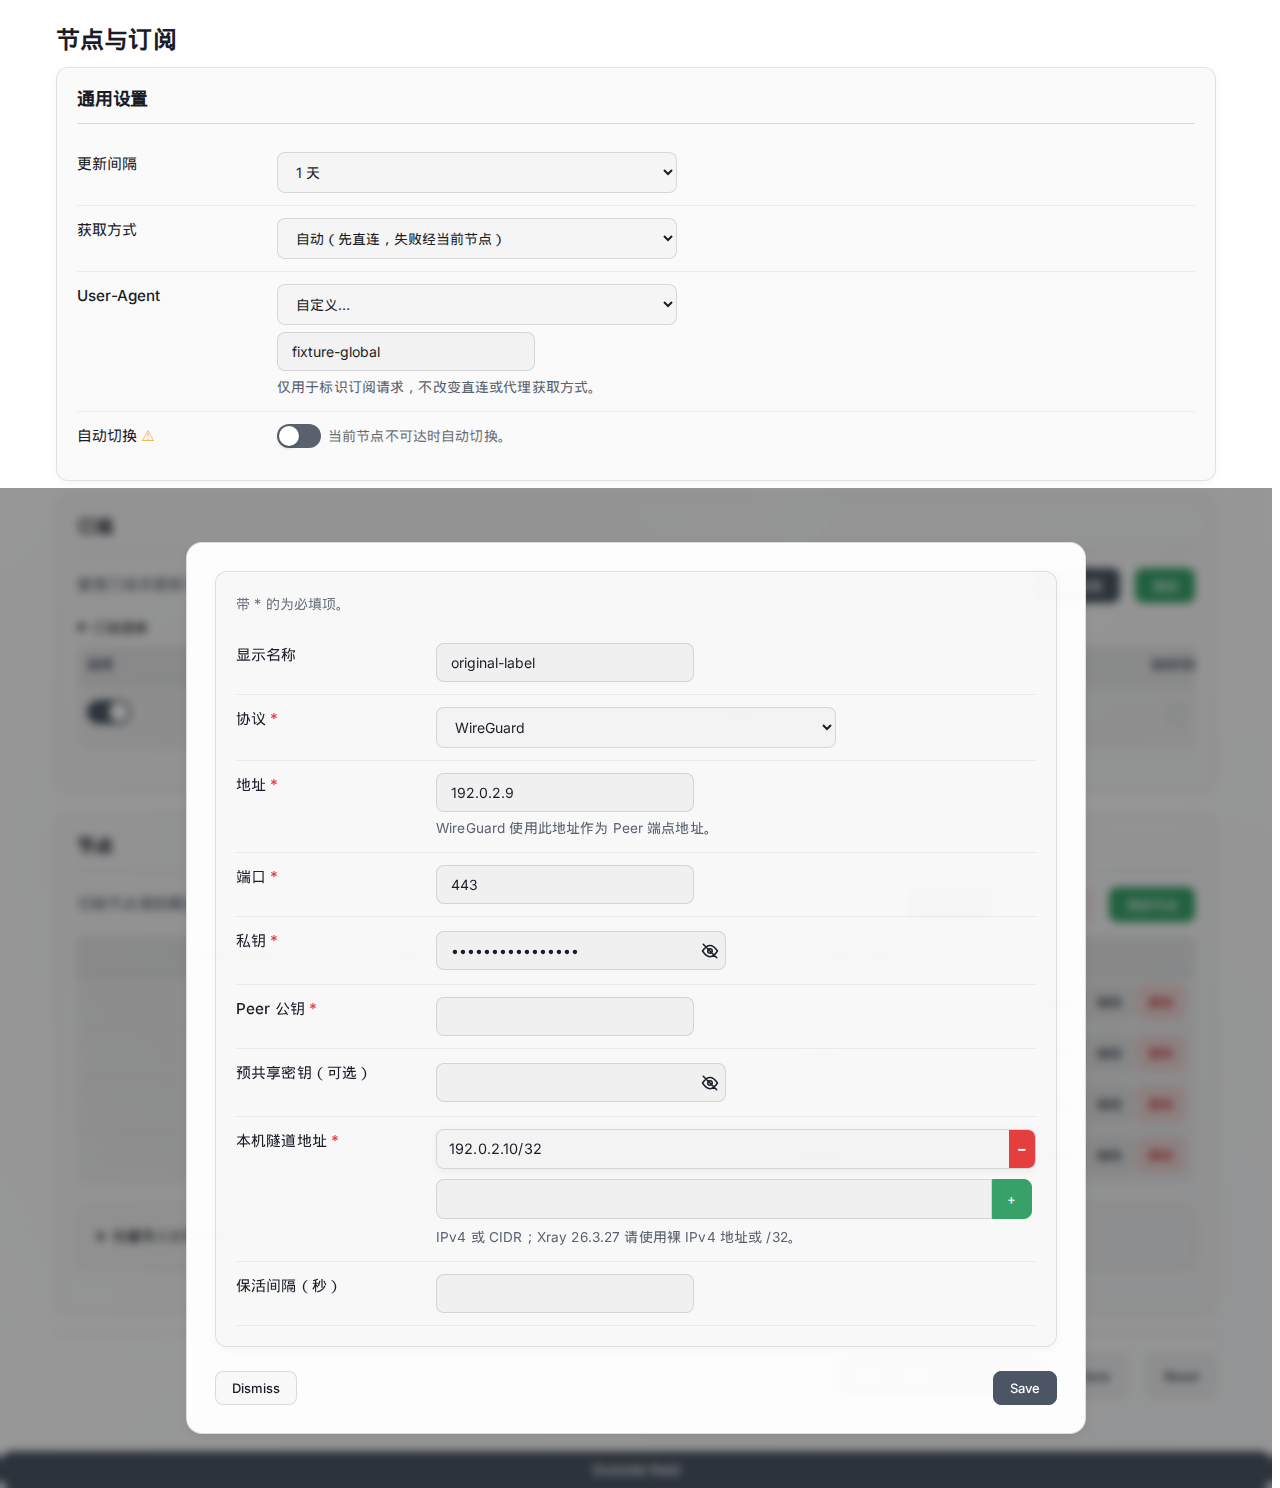 节点与订阅
通用设置
更新间隔
1 天
获取方式
自动（先直连，失败经当前节点）
User-Agent
自定义...
fixture-global
仅用于标识订阅请求，不改变直连或代理获取方式。
自动切换 ⚠
当前节点不可达时自动切换。
带 * 的为必填项。
显示名称
original-label
协议 *
WireGuard
地址 *
192.0.2.9
WireGuard 使用此地址作为 Peer 端点地址。
端口 *
443
私钥 *
••••••••••••••••
Peer 公钥 *
预共享密钥（可选）
本机隧道地址 *
192.0.2.10/32
−
+
IPv4 或 CIDR；Xray 26.3.27 请使用裸 IPv4 地址或 /32。
保活间隔（秒）
Dismiss
Save